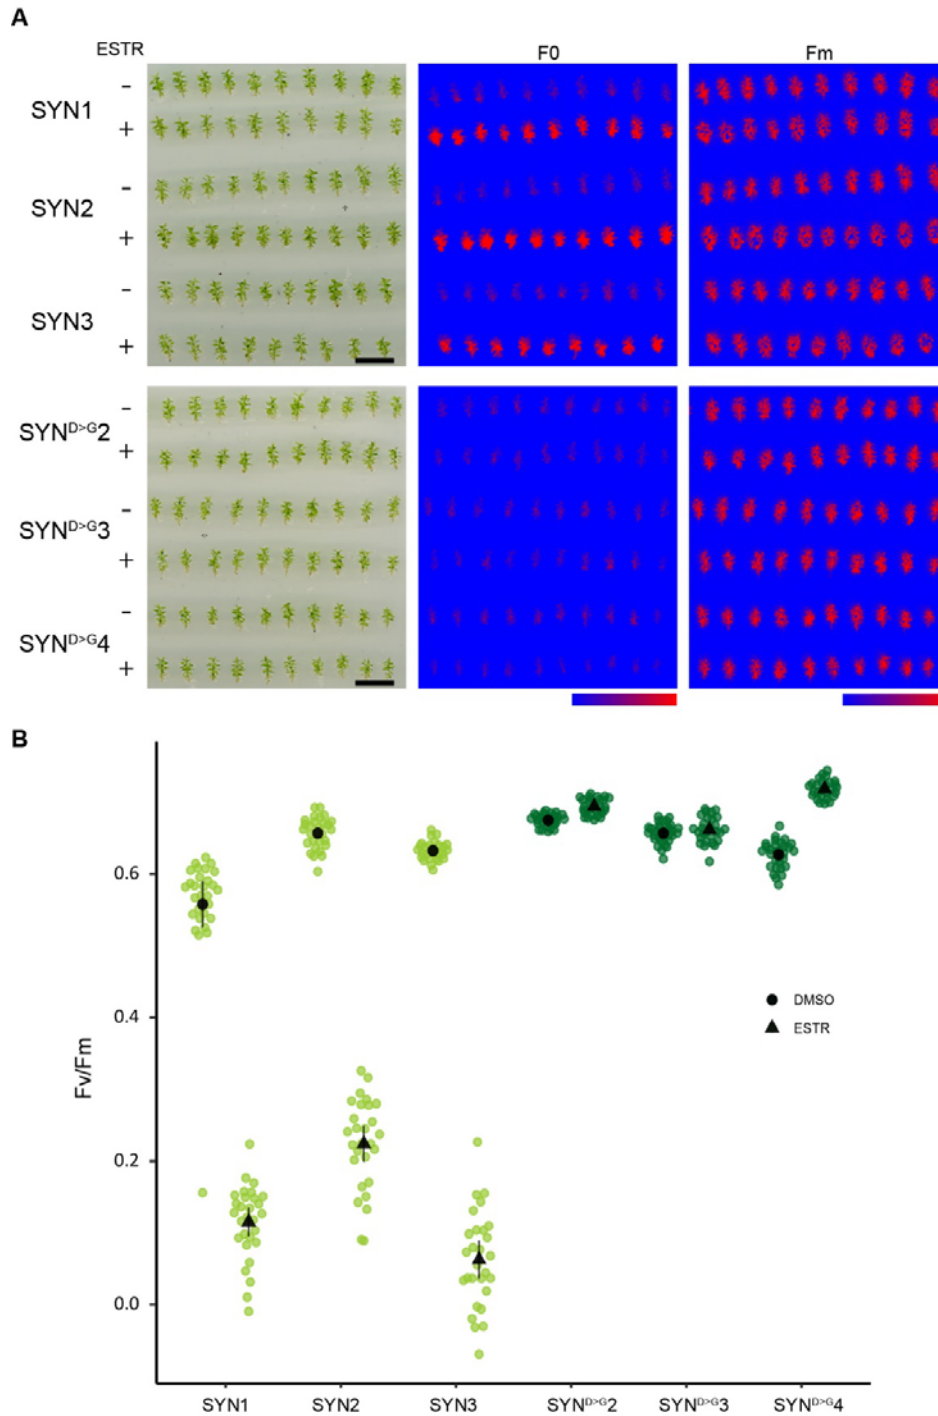 A
ESTR
F0
Fm
SYN1
-
+
SYN2
-
+
SYN3
-
+
SYN^D>G2
-
+
SYN^D>G3
-
+
SYN^D>G4
-
+
B
Fv/Fm
0.6
0.4
0.2
0.0
DMSO
ESTR
SYN1 SYN2 SYN3 SYN^D>G2 SYN^D>G3 SYN^D>G4